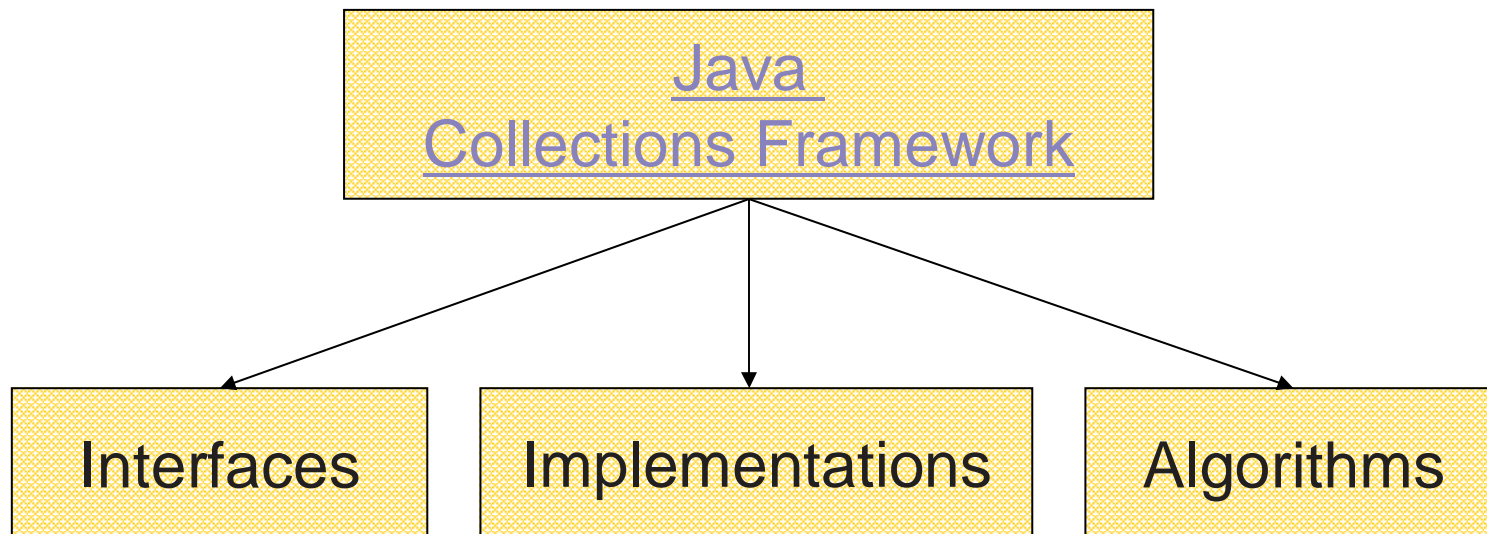 Java
Collections Framework
Interfaces
Implementations
Algorithms